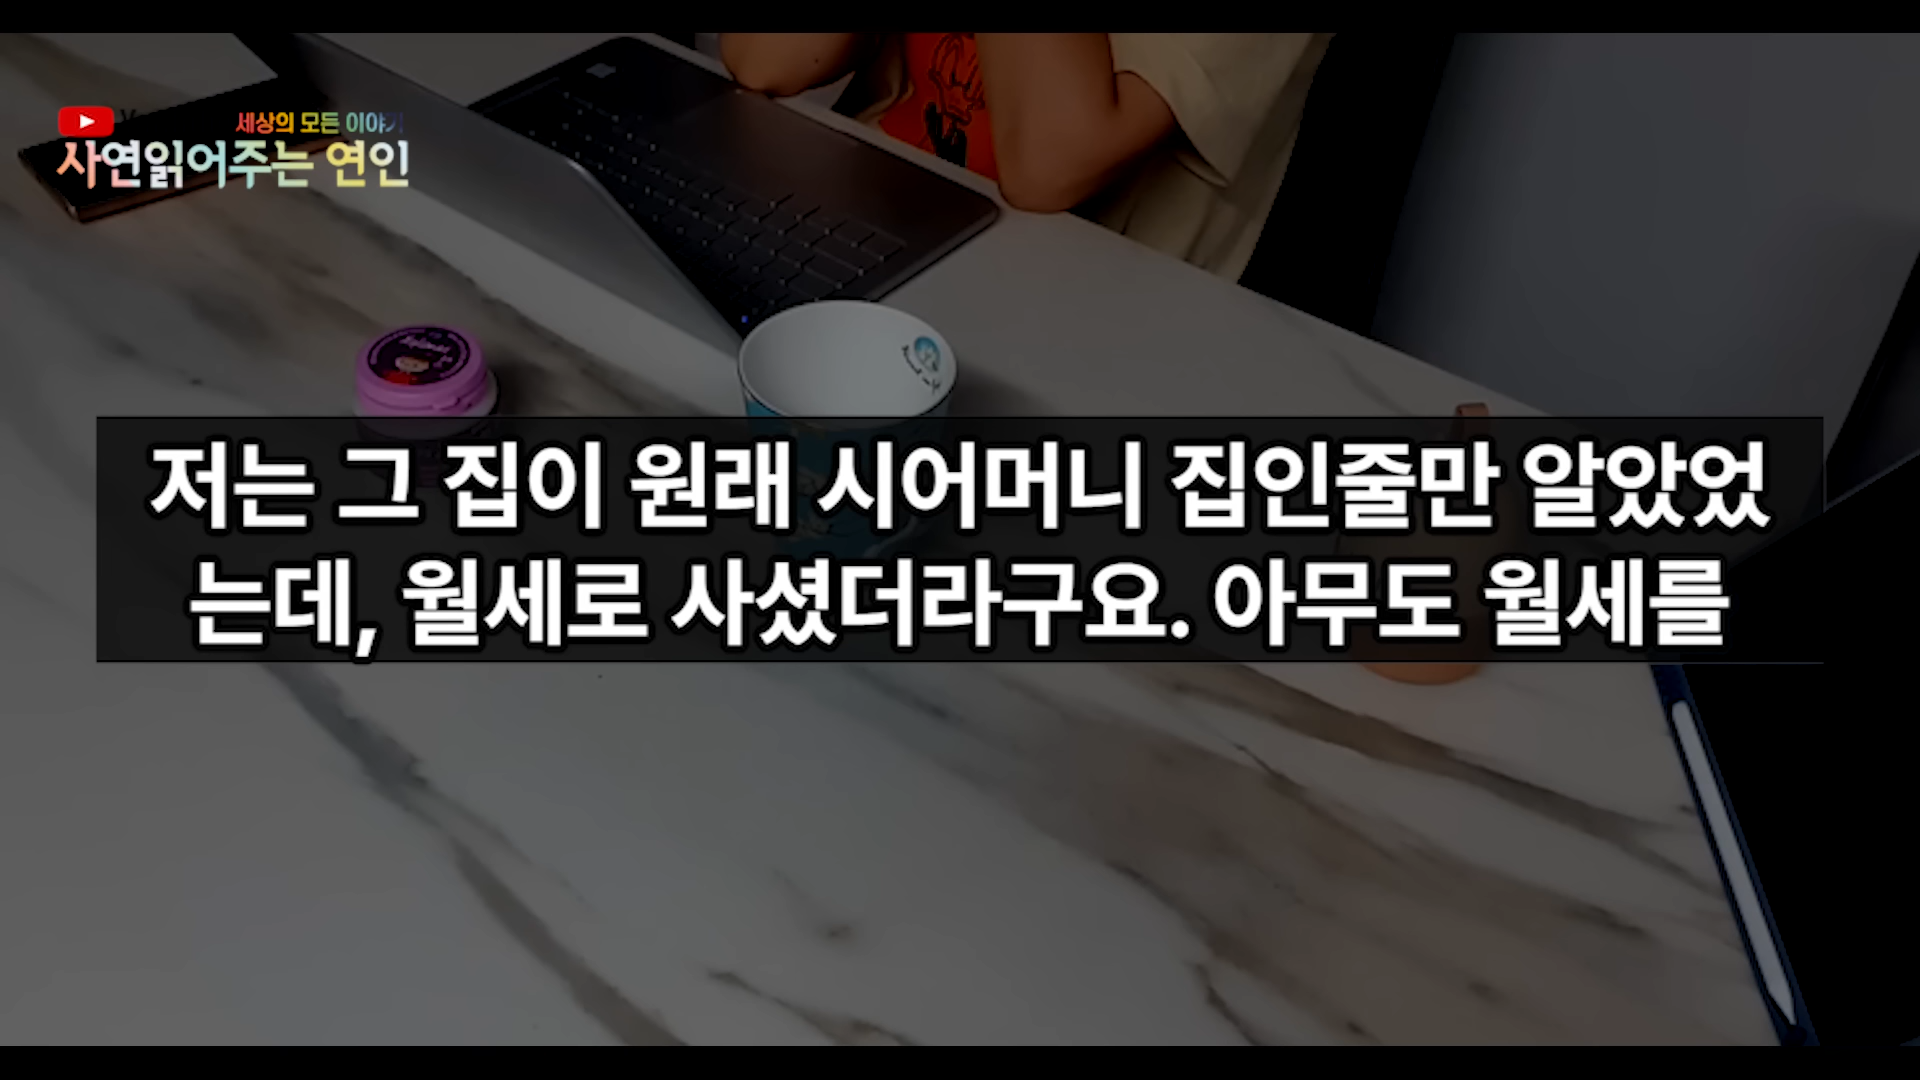 세상의 모든 이야기
사연읽어주는 연인
저는 그 집이 원래 시어머니 집인줄만 알았었
는데, 월세로 사셨더라구요. 아무도 월세를